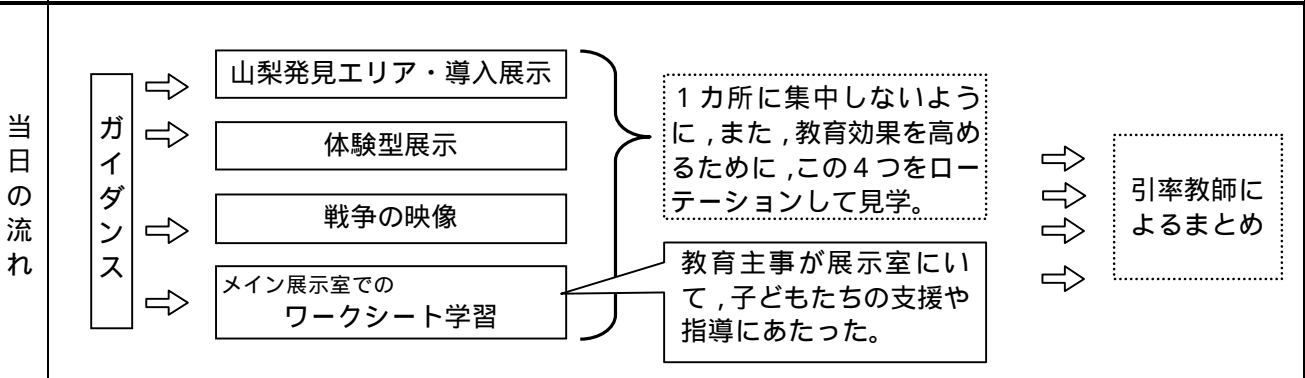 当日の流れ
ガイダンス
山梨発見エリア・導入展示
体験型展示
戦争の映像
メイン展示室での
ワークシート学習
1カ所に集中しないよう
に,また,教育効果を高め
るために,この4つをロー
テーションして見学。
教育主事が展示室にい
て,子どもたちの支援や
指導にあたった。
引率教師に
よるまとめ